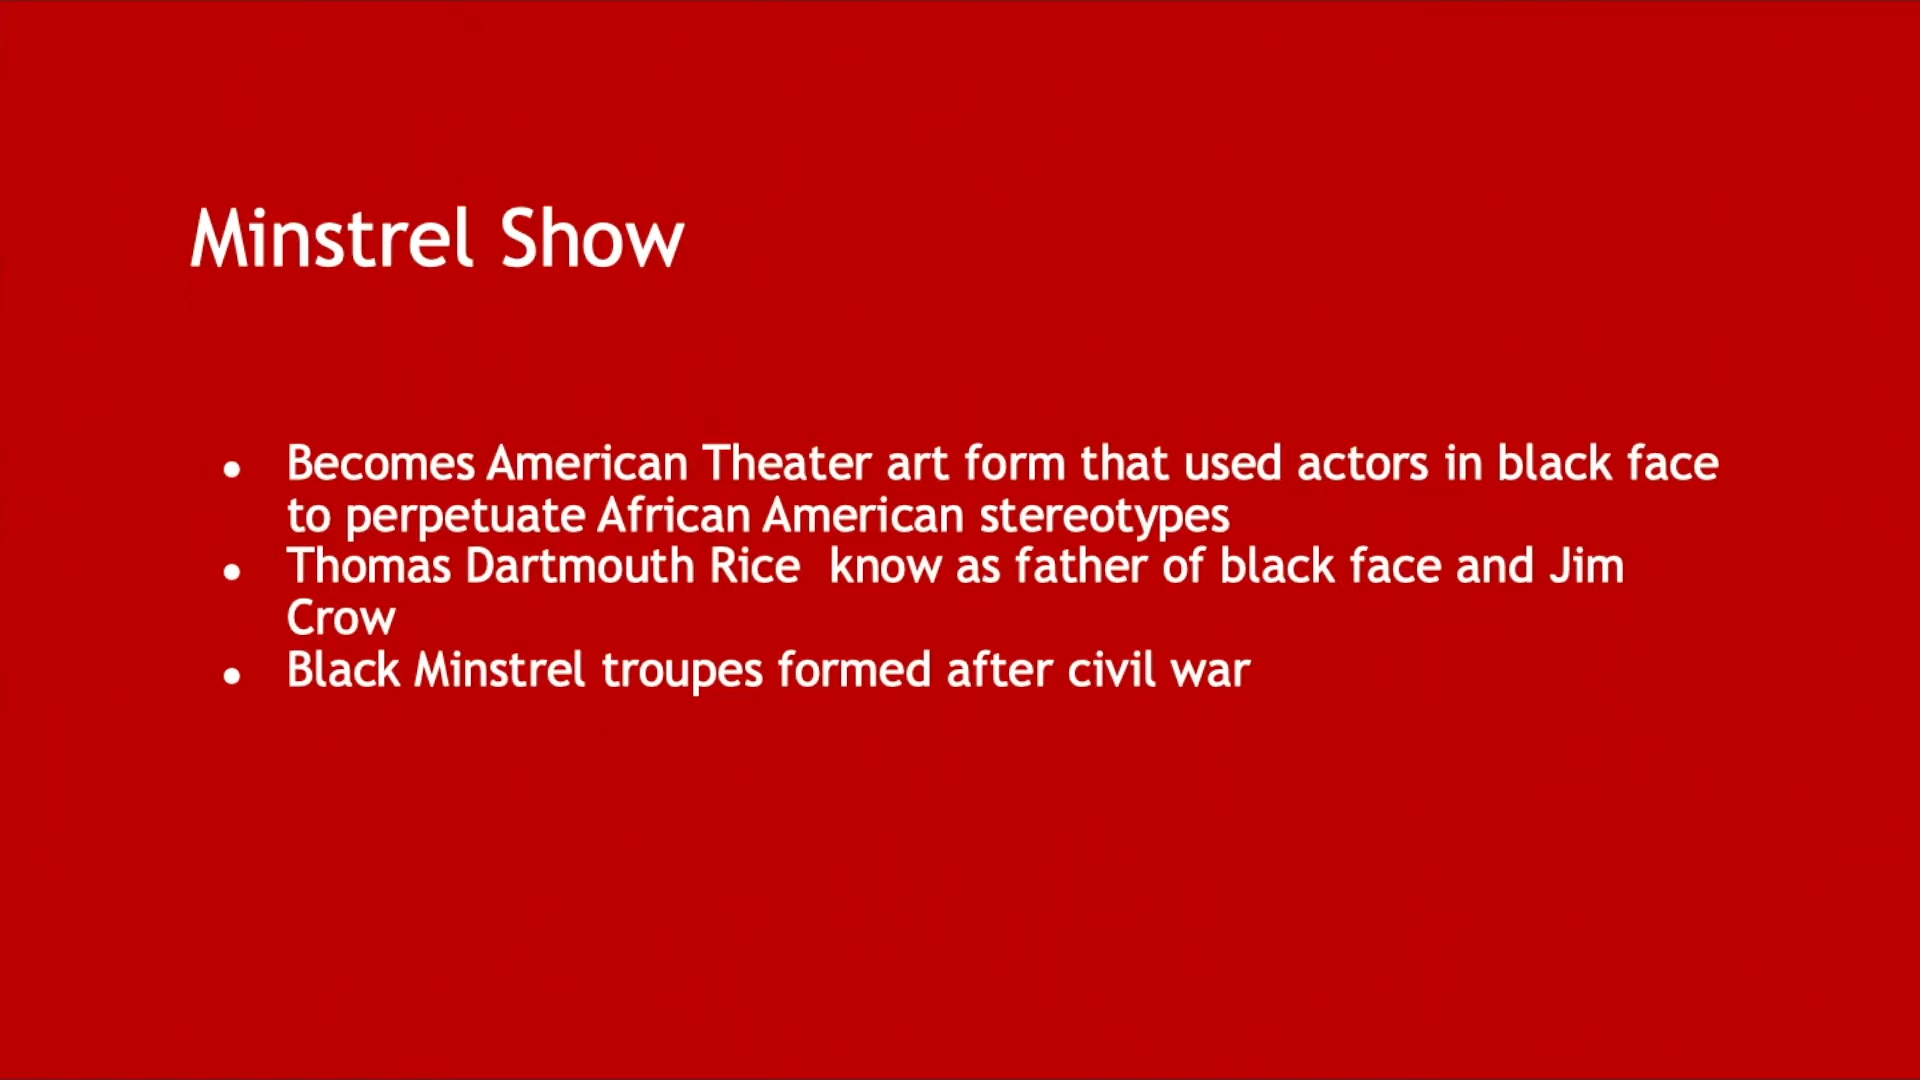 Minstrel Show
• Becomes American Theater art form that used actors in black face
to perpetuate African American stereotypes
• Thomas Dartmouth Rice  know as father of black face and Jim
Crow
• Black Minstrel troupes formed after civil war